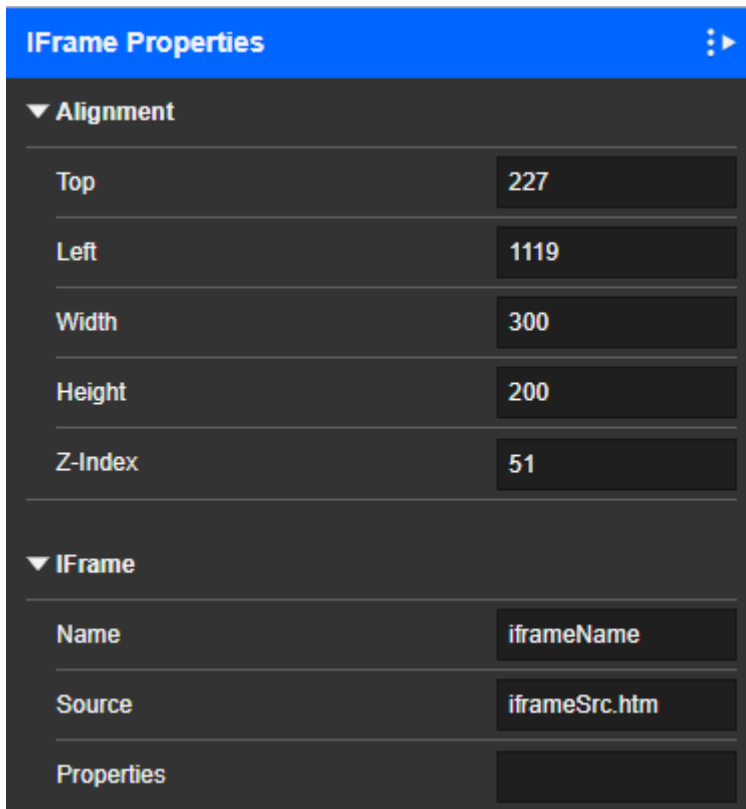 IFrame Properties
Alignment
Top 227
Left 1119
Width 300
Height 200
Z-Index 51
IFrame
Name iframeName
Source iframeSrc.htm
Properties